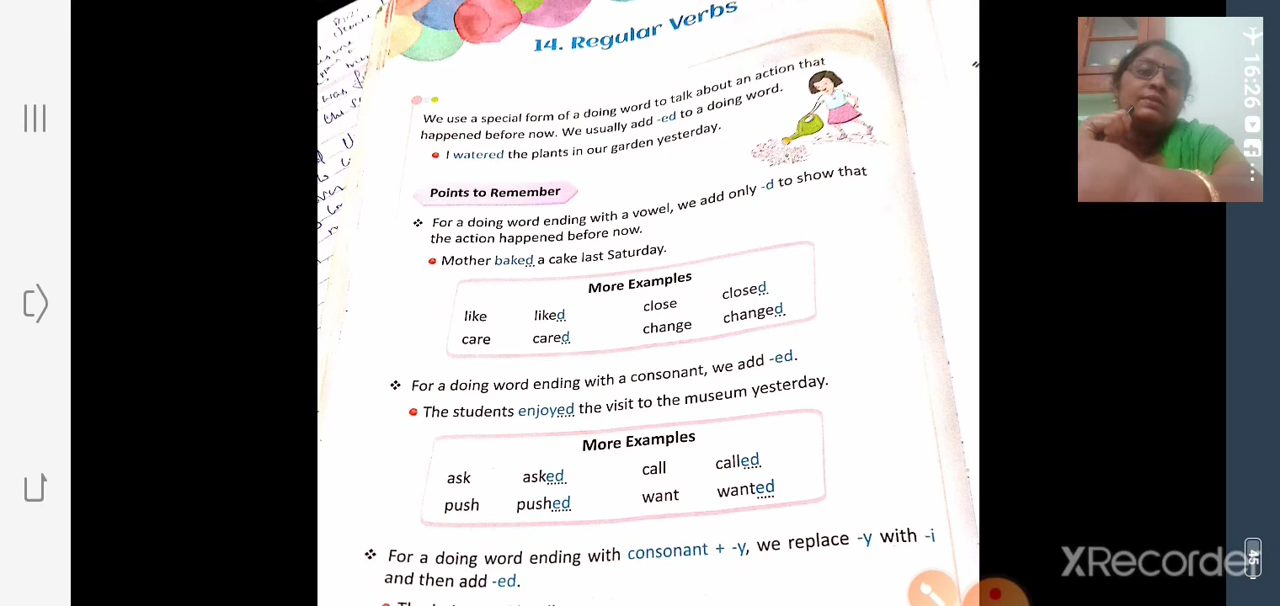 14. Regular Verbs
We use a special form of a doing word to talk about an action that
happened before now. We usually add -ed to a doing word.
I watered the plants in our garden yesterday.
Points to Remember
For a doing word ending with a vowel, we add only -d to show that
the action happened before now.
Mother baked a cake last Saturday.
More Examples
like liked close closed
care cared change changed
For a doing word ending with a consonant, we add -ed.
The students enjoyed the visit to the museum yesterday.
More Examples
ask asked call called
push pushed want wanted
For a doing word ending with consonant + -y, we replace -y with -i
and then add -ed.
16:26
45
XRecorder